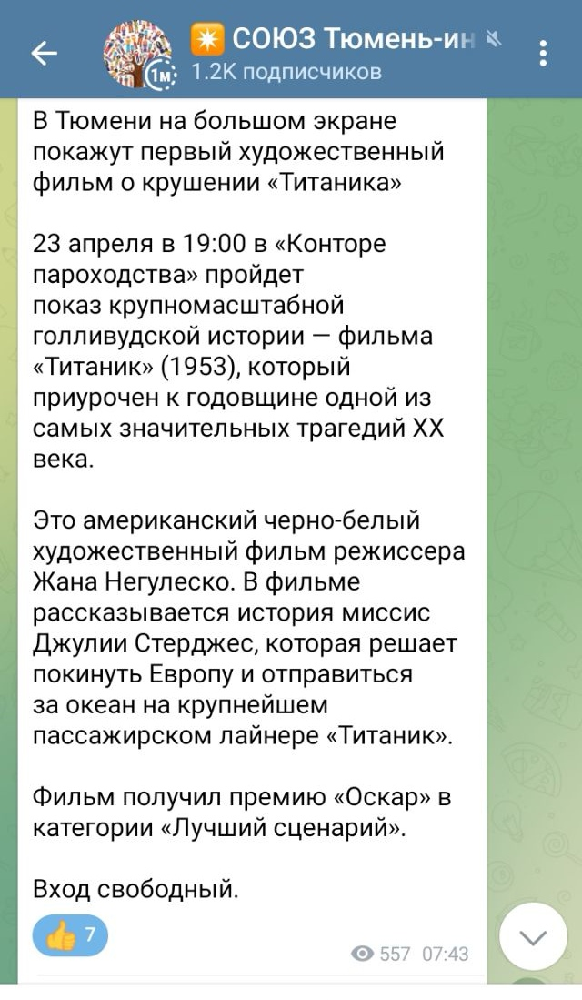 СОЮЗ Тюмень-ин
1м
1.2K подписчиков
В Тюмени на большом экране
покажут первый художественный
фильм о крушении «Титаника»
23 апреля в 19:00 в «Конторе
пароходства» пройдет
показ крупномасштабной
голливудской истории — фильма
«Титаник» (1953), который
приурочен к годовщине одной из
самых значительных трагедий XX
века.
Это американский черно-белый
художественный фильм режиссера
Жана Негулеско. В фильме
рассказывается история миссис
Джулии Стерджес, которая решает
покинуть Европу и отправиться
за океан на крупнейшем
пассажирском лайнере «Титаник».
Фильм получил премию «Оскар» в
категории «Лучший сценарий».
Вход свободный.
7
557 07:43